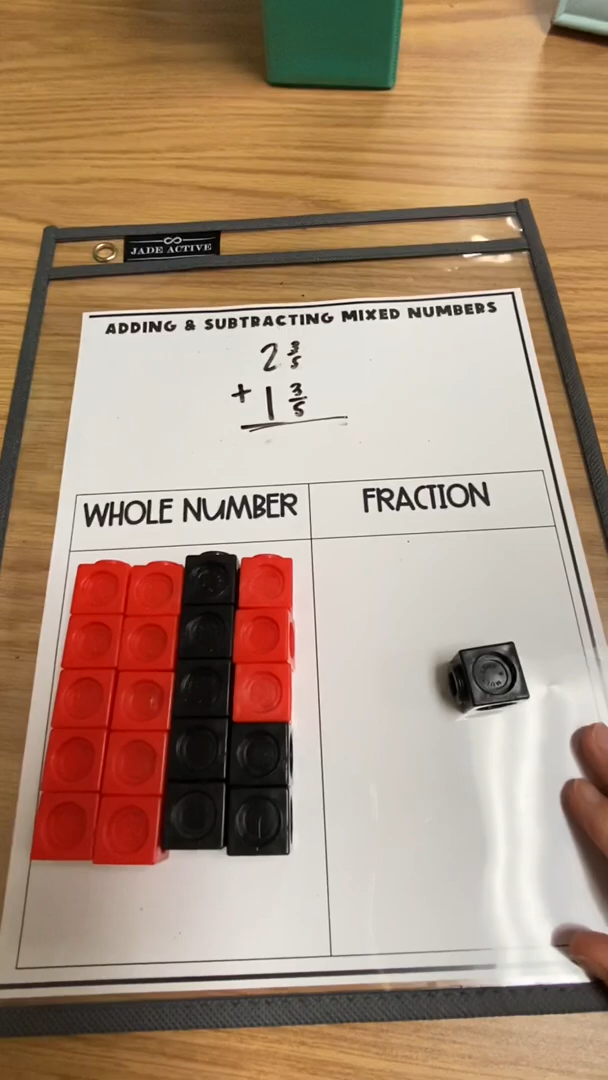 JADE ACTIVE
ADDING & SUBTRACTING MIXED NUMBERS
2 3/5
+ 1 3/5
WHOLE NUMBER
FRACTION